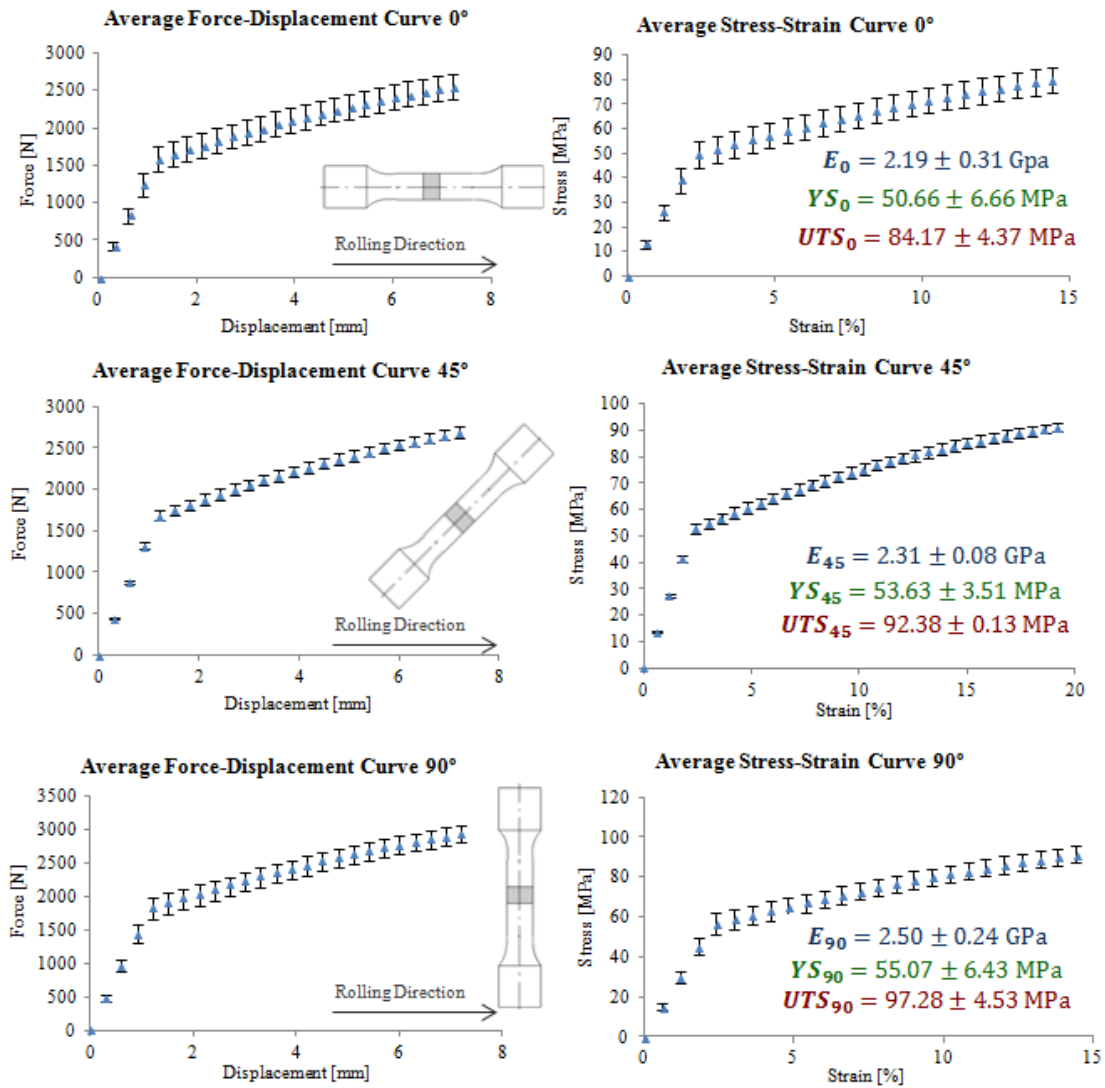 Average Force-Displacement Curve 0°
3000
2500
2000
1500
1000
500
0
Force [N]
0 2 4 6 8
Displacement [mm]
Rolling Direction
Average Stress-Strain Curve 0°
90
80
70
60
50
40
30
20
10
0
Stress [MPa]
0 5 10 15
Strain [%]
E₀ = 2.19 ± 0.31 Gpa
YS₀ = 50.66 ± 6.66 MPa
UTS₀ = 84.17 ± 4.37 MPa
Average Force-Displacement Curve 45°
3000
2500
2000
1500
1000
500
0
Force [N]
0 2 4 6 8
Displacement [mm]
Rolling Direction
Average Stress-Strain Curve 45°
100
90
80
70
60
50
40
30
20
10
0
Stress [MPa]
0 5 10 15 20
Strain [%]
E₄₅ = 2.31 ± 0.08 GPa
YS₄₅ = 53.63 ± 3.51 MPa
UTS₄₅ = 92.38 ± 0.13 MPa
Average Force-Displacement Curve 90°
3500
3000
2500
2000
1500
1000
500
0
Force [N]
0 2 4 6 8
Displacement [mm]
Rolling Direction
Average Stress-Strain Curve 90°
120
100
80
60
40
20
0
Stress [MPa]
0 5 10 15
Strain [%]
E₉₀ = 2.50 ± 0.24 GPa
YS₉₀ = 55.07 ± 6.43 MPa
UTS₉₀ = 97.28 ± 4.53 MPa